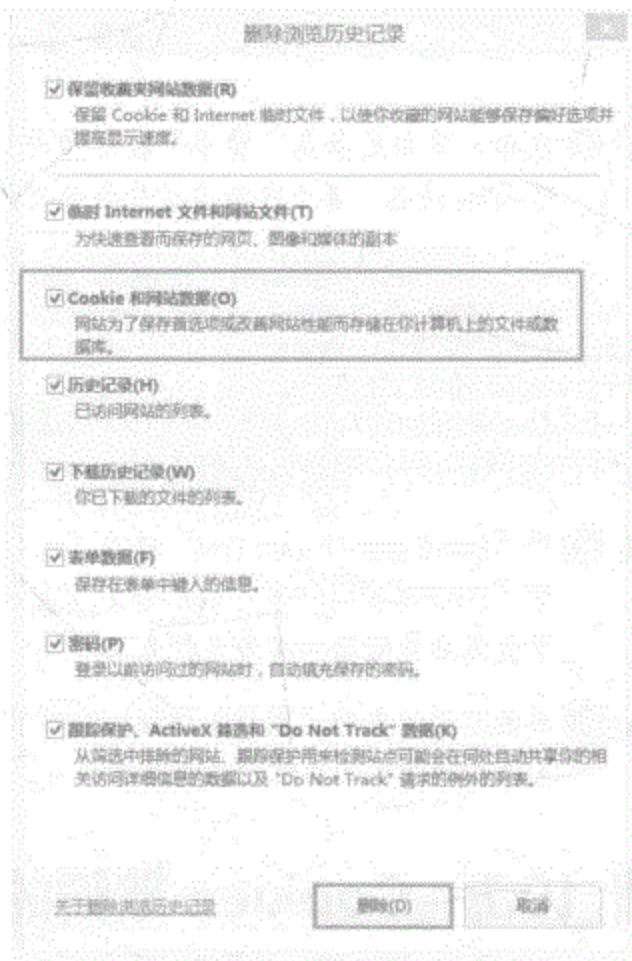 删除浏览历史记录
保留收藏夹网站数据(R)
保留 Cookie 和 Internet 临时文件，以使你收藏的网站能够保存偏好选项并
提高显示速度。
临时 Internet 文件和网站文件(T)
为快速查看而保存的网页、图像和媒体的副本
Cookie 和网站数据(O)
网站为了保存首选项或改善网站性能而存储在你计算机上的文件或数
据库。
历史记录(H)
已访问网站的列表。
下载历史记录(W)
你已下载的文件的列表。
表单数据(F)
保存在表单中键入的信息。
密码(P)
登录以前访问过的网站时，自动填充保存的密码。
跟踪保护、ActiveX 筛选和 "Do Not Track" 数据(K)
从筛选中排除的网站、跟踪保护用来检测站点可能会在何处自动共享你的相
关访问详细信息的数据以及 "Do Not Track" 请求的例外的列表。
关于删除浏览历史记录
删除(D)
取消